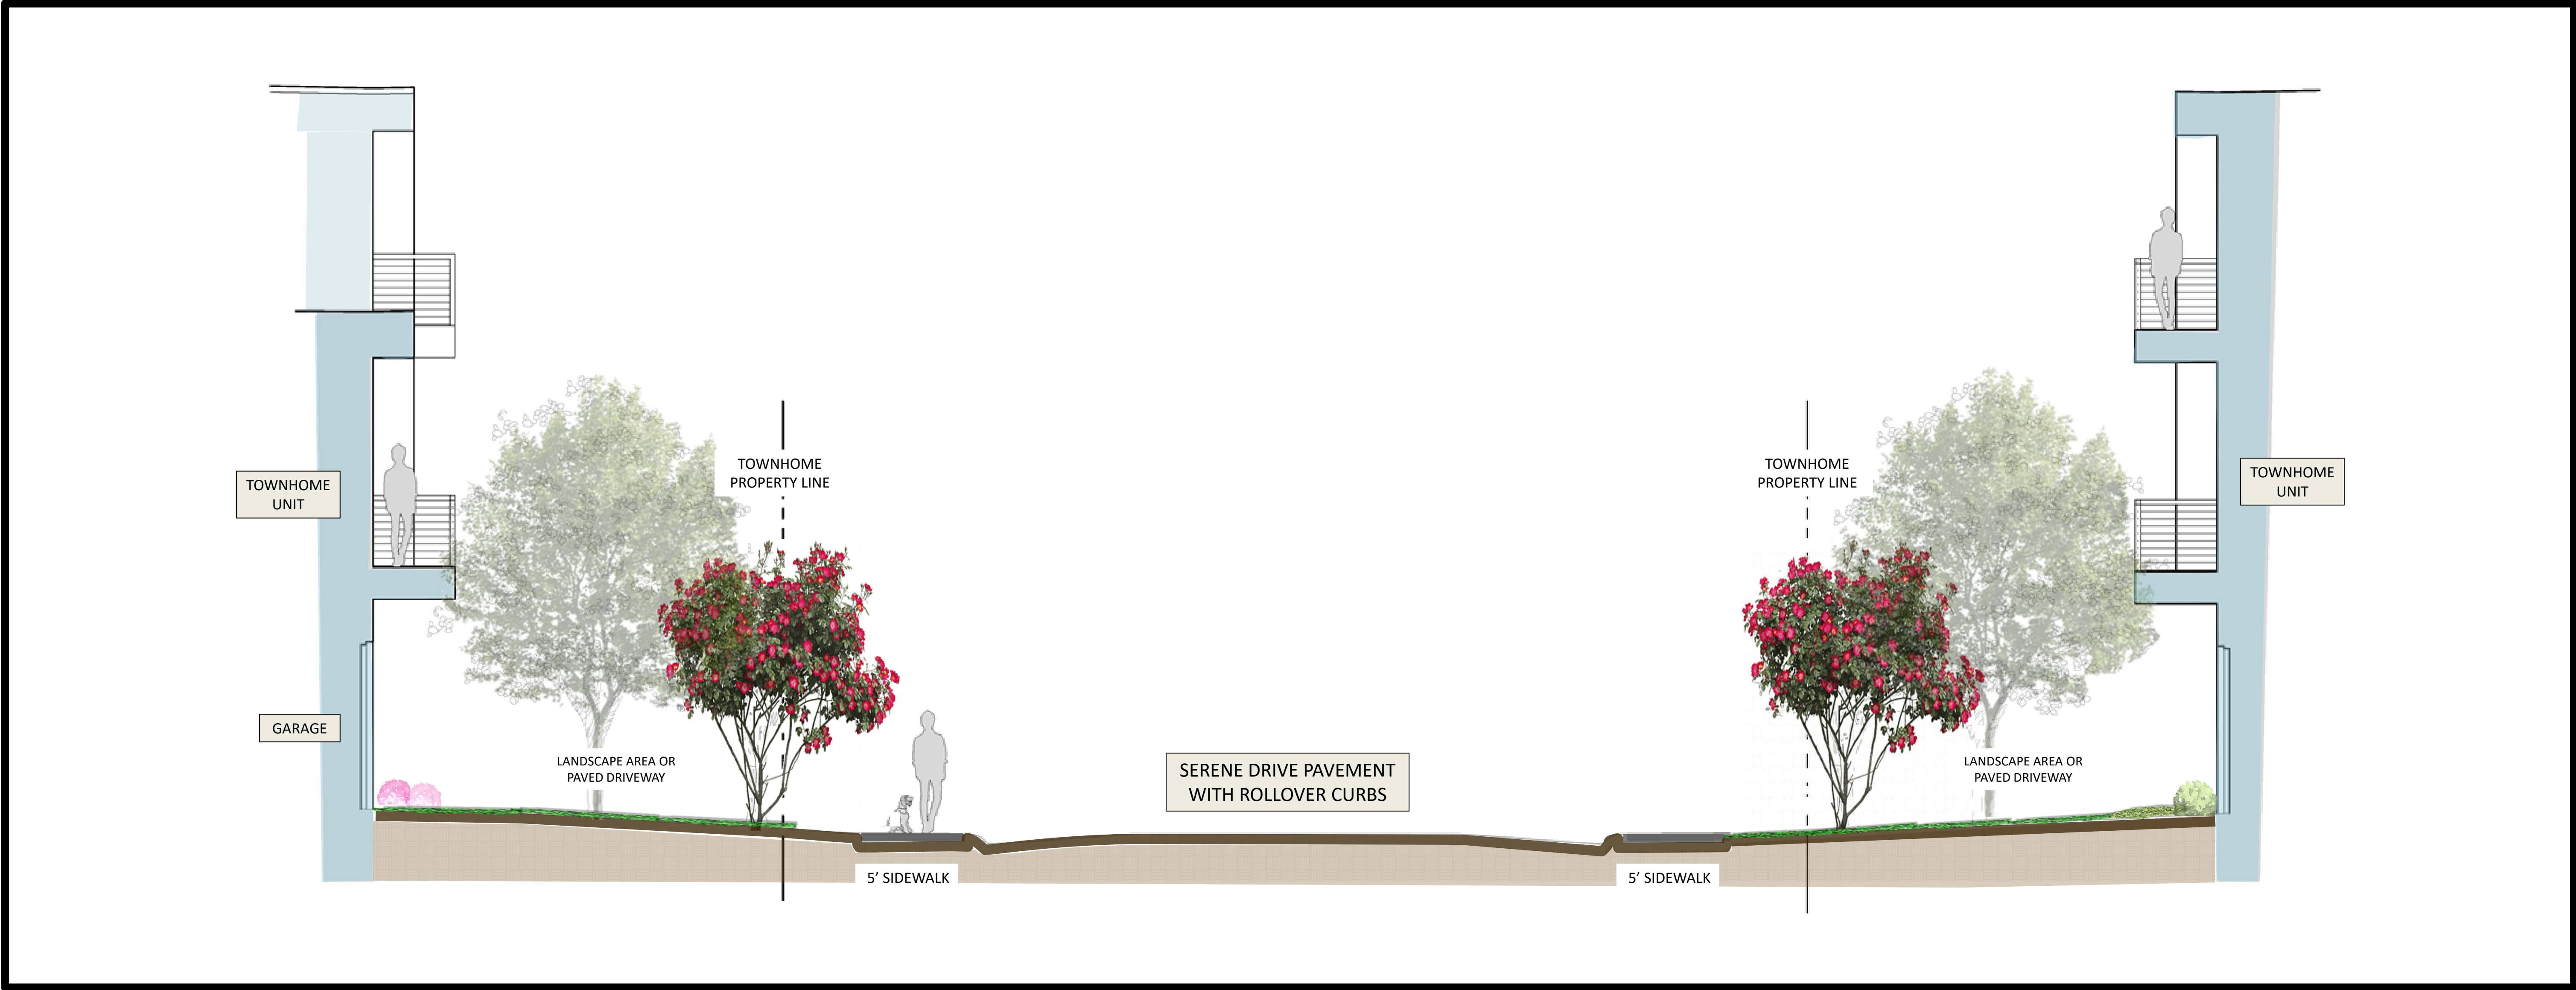 TOWNHOME
UNIT
GARAGE
TOWNHOME
PROPERTY LINE
LANDSCAPE AREA OR
PAVED DRIVEWAY
5’ SIDEWALK
SERENE DRIVE PAVEMENT
WITH ROLLOVER CURBS
5’ SIDEWALK
TOWNHOME
PROPERTY LINE
LANDSCAPE AREA OR
PAVED DRIVEWAY
TOWNHOME
UNIT